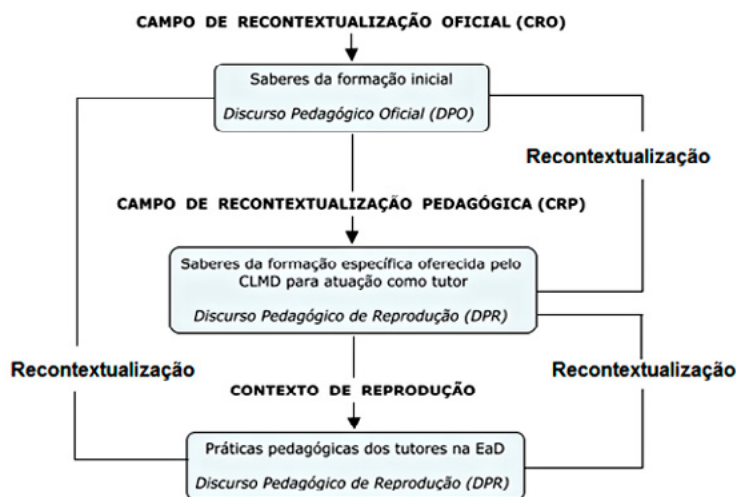 CAMPO DE RECONTEXTUALIZAÇÃO OFICIAL (CRO)
Saberes da formação inicial
Discurso Pedagógico Oficial (DPO)
Recontextualização
CAMPO DE RECONTEXTUALIZAÇÃO PEDAGÓGICA (CRP)
Saberes da formação específica oferecida pelo
CLMD para atuação como tutor
Discurso Pedagógico de Reprodução (DPR)
Recontextualização
Recontextualização
CONTEXTO DE REPRODUÇÃO
Práticas pedagógicas dos tutores na EaD
Discurso Pedagógico de Reprodução (DPR)